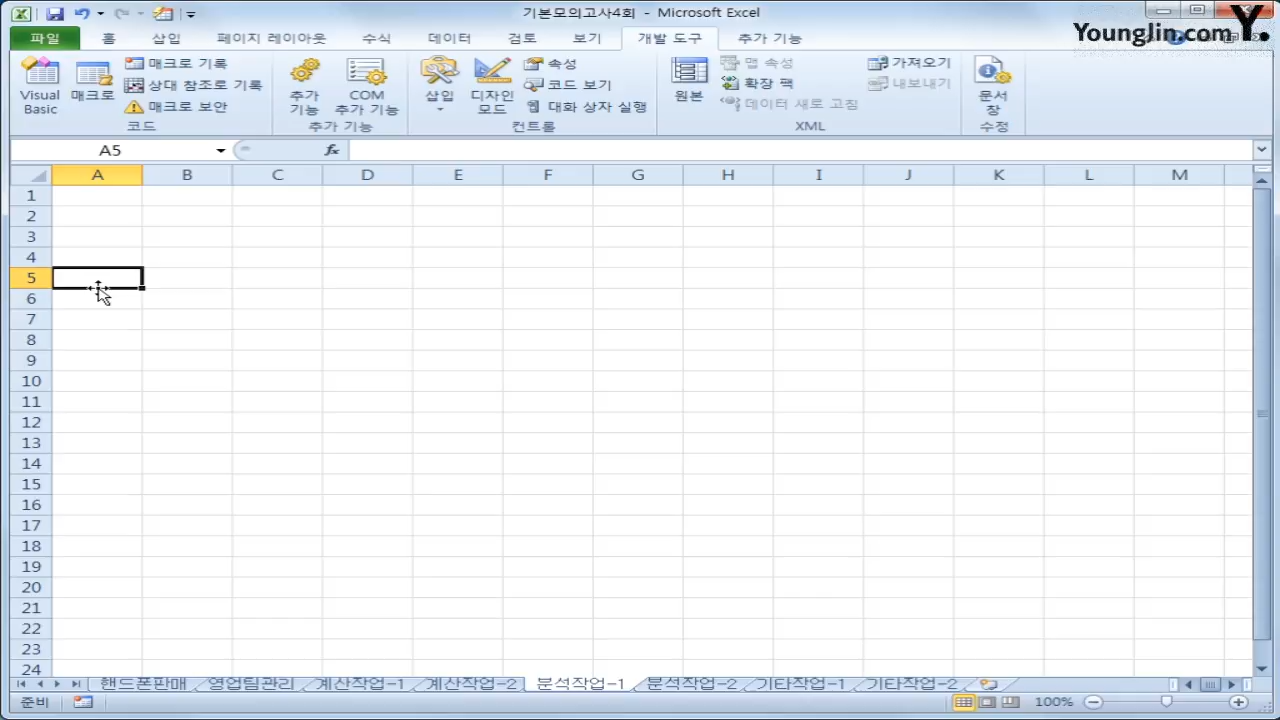 기본모의고사4회 - Microsoft Excel
YoungJin.com Y.
파일 홈 삽입 페이지 레이아웃 수식 데이터 검토 보기 개발 도구 추가 기능
Visual Basic
매크로
매크로 기록
상대 참조로 기록
매크로 보안
코드
추가 기능
COM 추가 기능
추가 기능
삽입
디자인 모드
속성
코드 보기
대화 상자 실행
컨트롤
원본
맵 속성
확장 팩
데이터 새로 고침
가져오기
내보내기
XML
문서 창
수정
A5 fx
A B C D E F G H I J K L M
1
2
3
4
5
6
7
8
9
10
11
12
13
14
15
16
17
18
19
20
21
22
23
24
핸드폰판매 영업팀관리 계산작업-1 계산작업-2 분석작업-1 분석작업-2 기타작업-1 기타작업-2
준비 100%